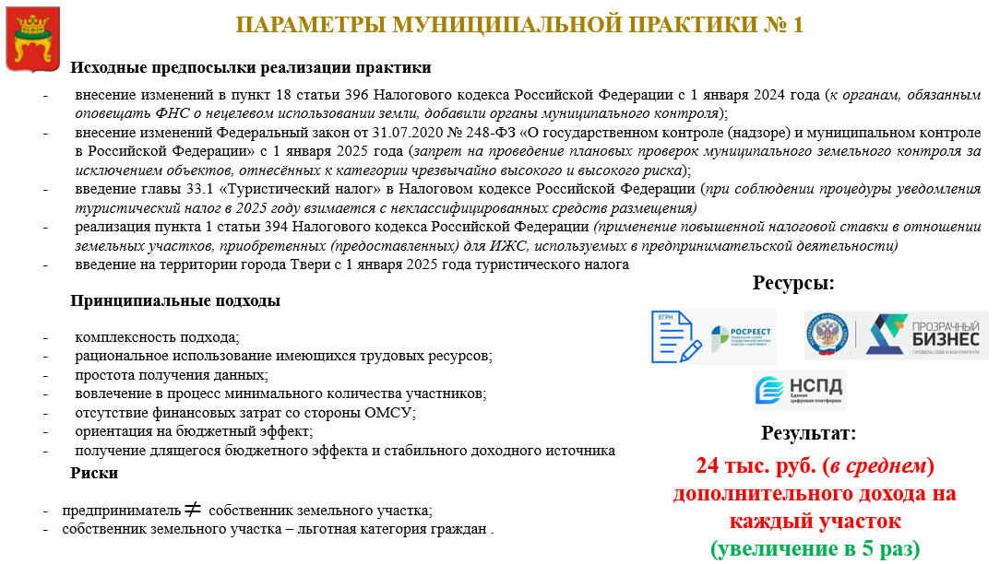 ПАРАМЕТРЫ МУНИЦИПАЛЬНОЙ ПРАКТИКИ № 1
Исходные предпосылки реализации практики
- внесение изменений в пункт 18 статьи 396 Налогового кодекса Российской Федерации с 1 января 2024 года (к органам, обязанным
оповещать ФНС о нецелевом использовании земли, добавили органы муниципального контроля);
- внесение изменений Федеральный закон от 31.07.2020 № 248-ФЗ «О государственном контроле (надзоре) и муниципальном контроле
в Российской Федерации» с 1 января 2025 года (запрет на проведение плановых проверок муниципального земельного контроля за
исключением объектов, отнесённых к категории чрезвычайно высокого и высокого риска);
- введение главы 33.1 «Туристический налог» в Налоговом кодексе Российской Федерации (при соблюдении процедуры уведомления
туристический налог в 2025 году взимается с неклассифицированных средств размещения)
- реализация пункта 1 статьи 394 Налогового кодекса Российской Федерации (применение повышенной налоговой ставки в отношении
земельных участков, приобретенных (предоставленных) для ИЖС, используемых в предпринимательской деятельности)
- введение на территории города Твери с 1 января 2025 года туристического налога
Принципиальные подходы
- комплексность подхода;
- рациональное использование имеющихся трудовых ресурсов;
- простота получения данных;
- вовлечение в процесс минимального количества участников;
- отсутствие финансовых затрат со стороны ОМСУ;
- ориентация на бюджетный эффект;
- получение длящегося бюджетного эффекта и стабильного доходного источника
Риски
- предприниматель ≠ собственник земельного участка;
- собственник земельного участка – льготная категория граждан .
Ресурсы:
ЕГРН
РОСРЕЕСТР
ПРОЗРАЧНЫЙ
БИЗНЕС
ПРОВЕРЬ СЕБЯ И КОНТРАГЕНТА
НСПД
Единая
цифровая платформа
Результат:
24 тыс. руб. (в среднем)
дополнительного дохода на
каждый участок
(увеличение в 5 раз)